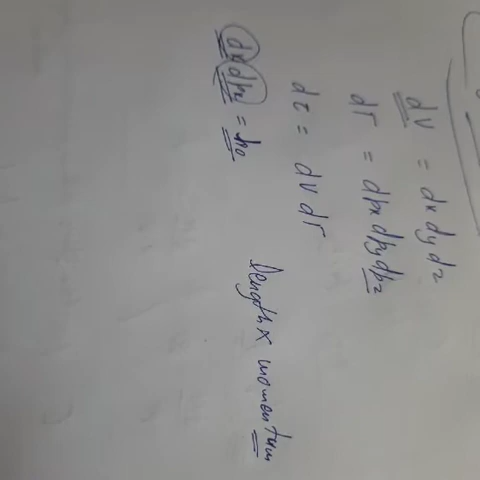 dV = dx dy dz
dΓ = dpx dpy dpz
dτ = dV dΓ
length x momentum
dx dpx = h0